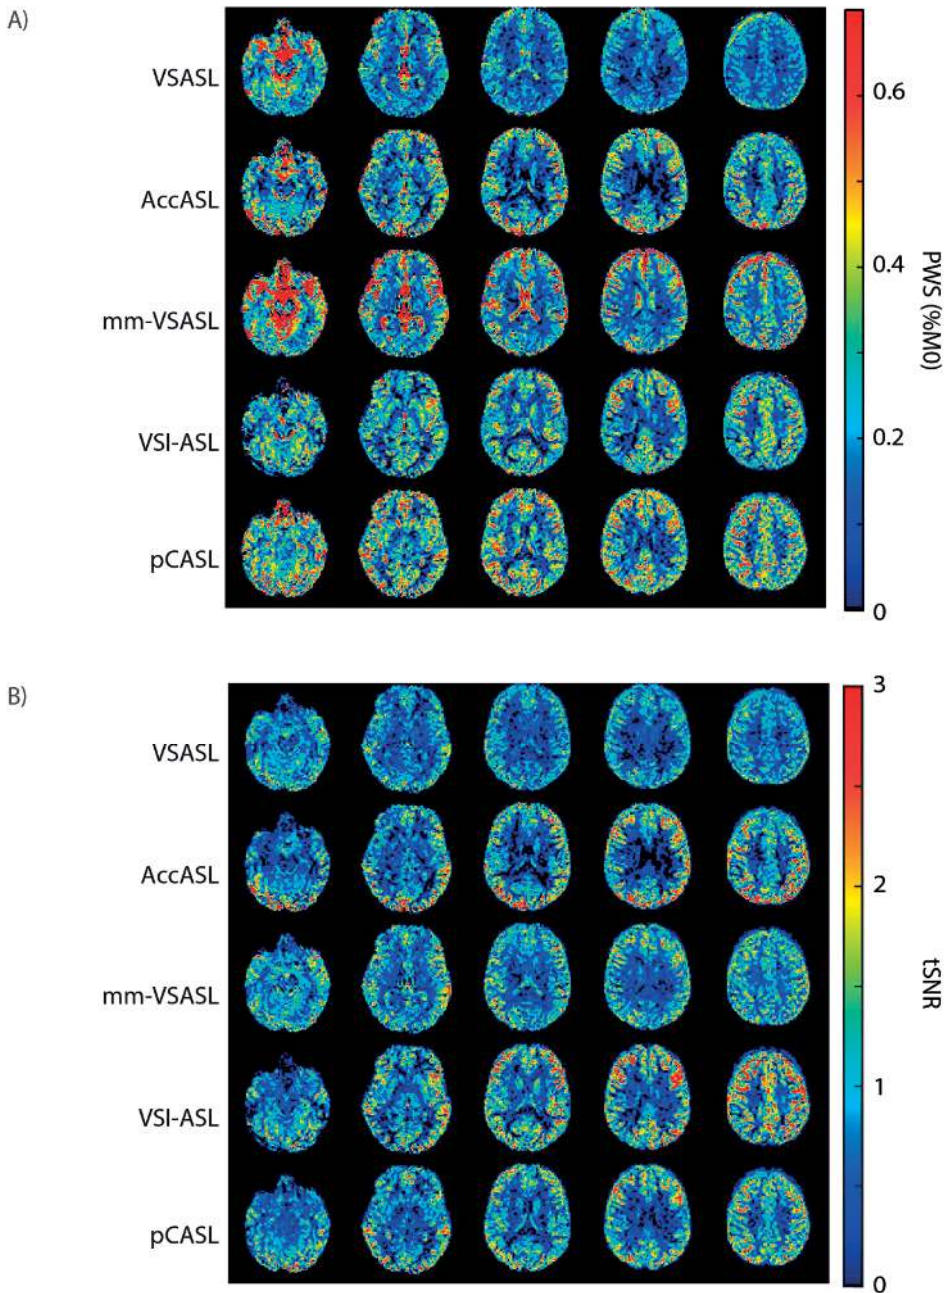 A)
VSASL
AccASL
mm-VSASL
VSI-ASL
pCASL
0.6
0.4
0.2
0
PWS (%M0)
B)
VSASL
AccASL
mm-VSASL
VSI-ASL
pCASL
3
2
1
0
tSNR